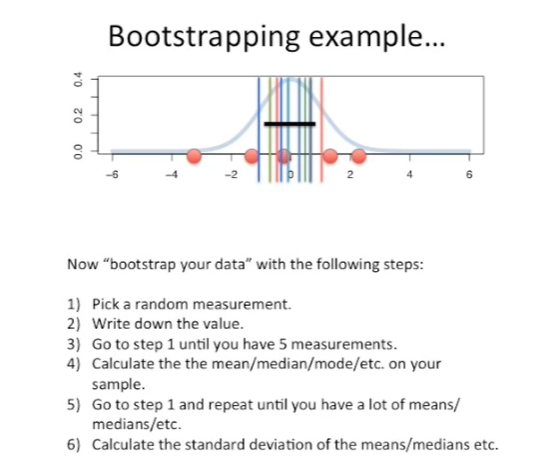 Bootstrapping example...
0.4
0.2
0.0
-6 -4 -2 0 2 4 6
Now “bootstrap your data” with the following steps:
1) Pick a random measurement.
2) Write down the value.
3) Go to step 1 until you have 5 measurements.
4) Calculate the the mean/median/mode/etc. on your
sample.
5) Go to step 1 and repeat until you have a lot of means/
medians/etc.
6) Calculate the standard deviation of the means/medians etc.